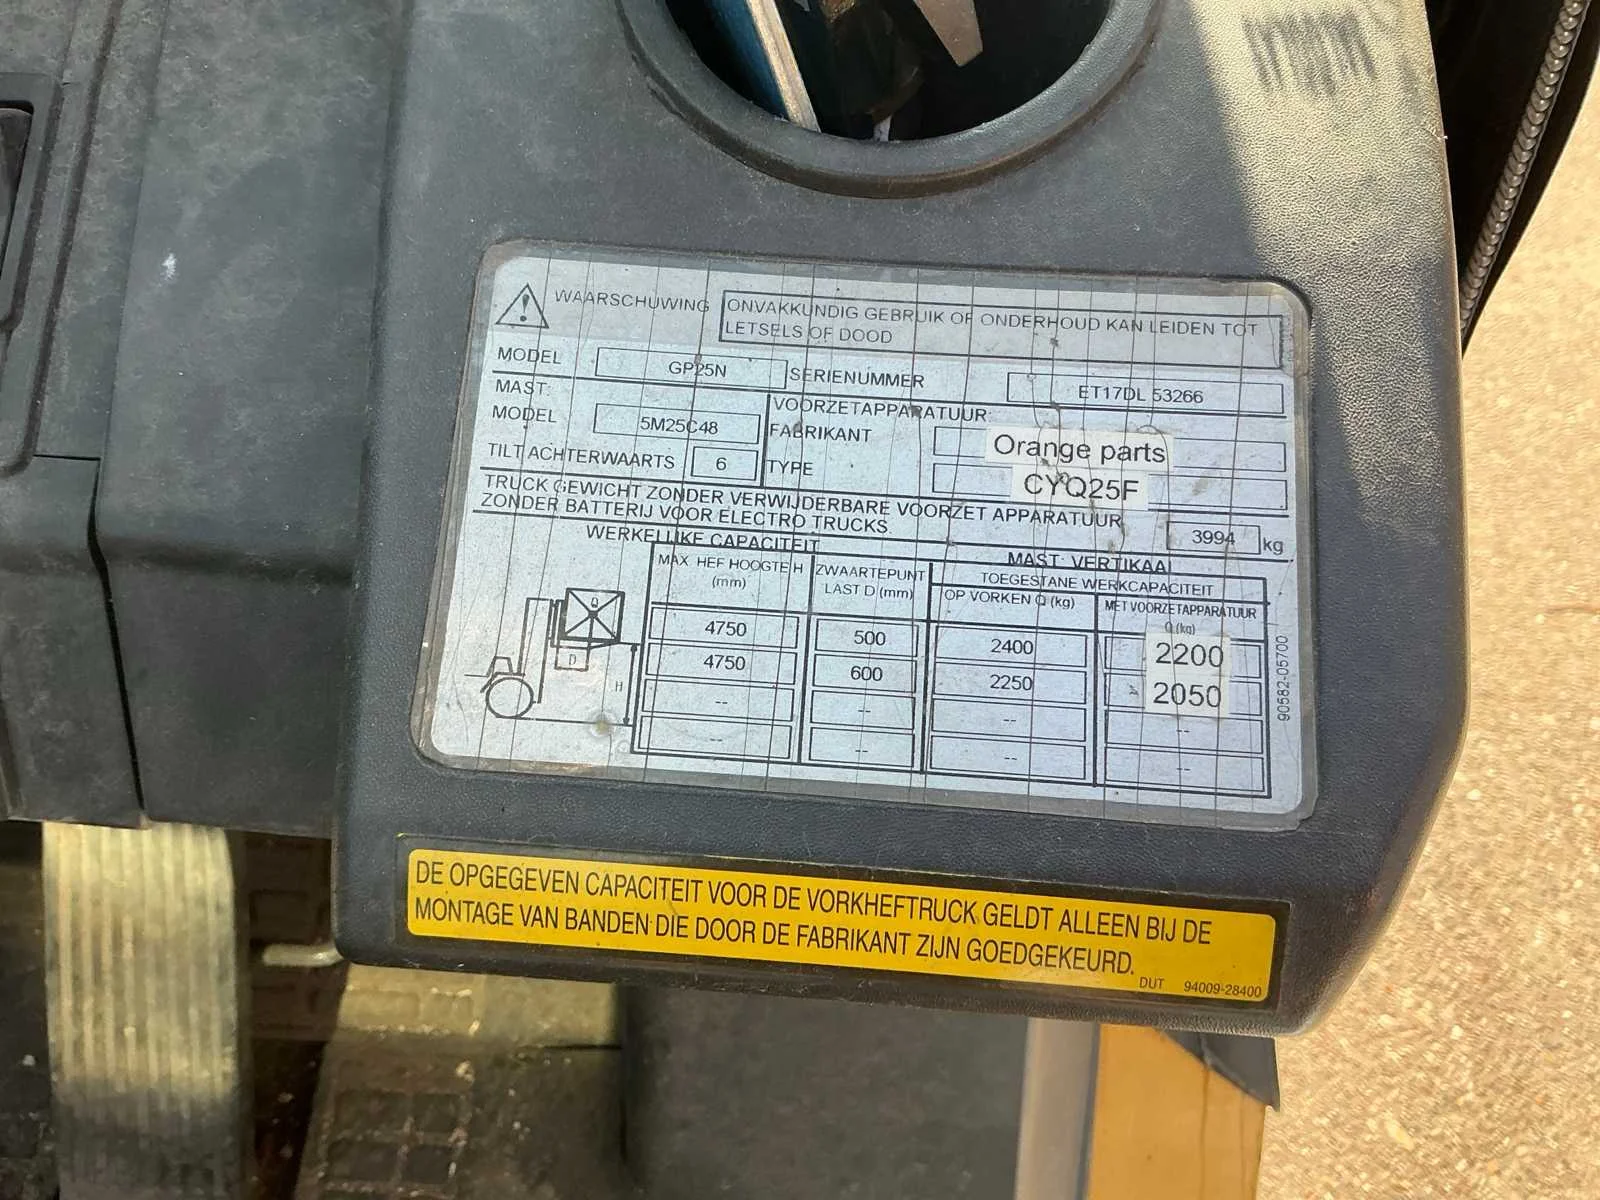 WAARSCHUWING
ONVAKKUNDIG GEBRUIK OF ONDERHOUD KAN LEIDEN TOT
LETSELS OF DOOD
MODEL GP25N SERIENUMMER ET17DL 53266
MAST:
MODEL 5M25C48
TILT ACHTERWAARTS 6
VOORZETAPPARATUUR:
FABRIKANT Orange parts
TYPE CYQ25F
TRUCK GEWICHT ZONDER VERWIJDERBARE VOORZET APPARATUUR
ZONDER BATTERIJ VOOR ELECTRO TRUCKS 3994 kg
WERKELIJKE CAPACITEIT MAST: VERTIKAAL
MAX HEF HOOGTE H
(mm)
ZWAARTEPUNT
LAST D (mm)
TOEGESTANE WERKCAPACITEIT
OP VORKEN Q (kg)
MET VOORZETAPPARATUUR
Q (kg)
4750 500 2400 2200
4750 600 2250 2050
-- -- -- --
-- -- -- --
Q
D
H
90582-05700
DE OPGEGEVEN CAPACITEIT VOOR DE VORKHEFTRUCK GELDT ALLEEN BIJ DE
MONTAGE VAN BANDEN DIE DOOR DE FABRIKANT ZIJN GOEDGEKEURD.
DUT 94009-28400